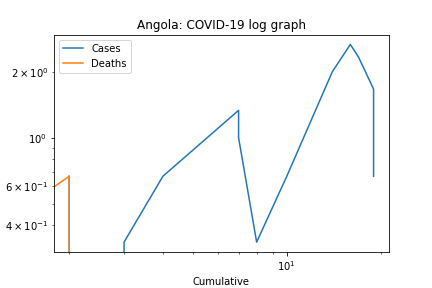 Angola: COVID-19 log graph
Cases
Deaths
2 × 10⁰
10⁰
6 × 10⁻¹
4 × 10⁻¹
10¹
Cumulative